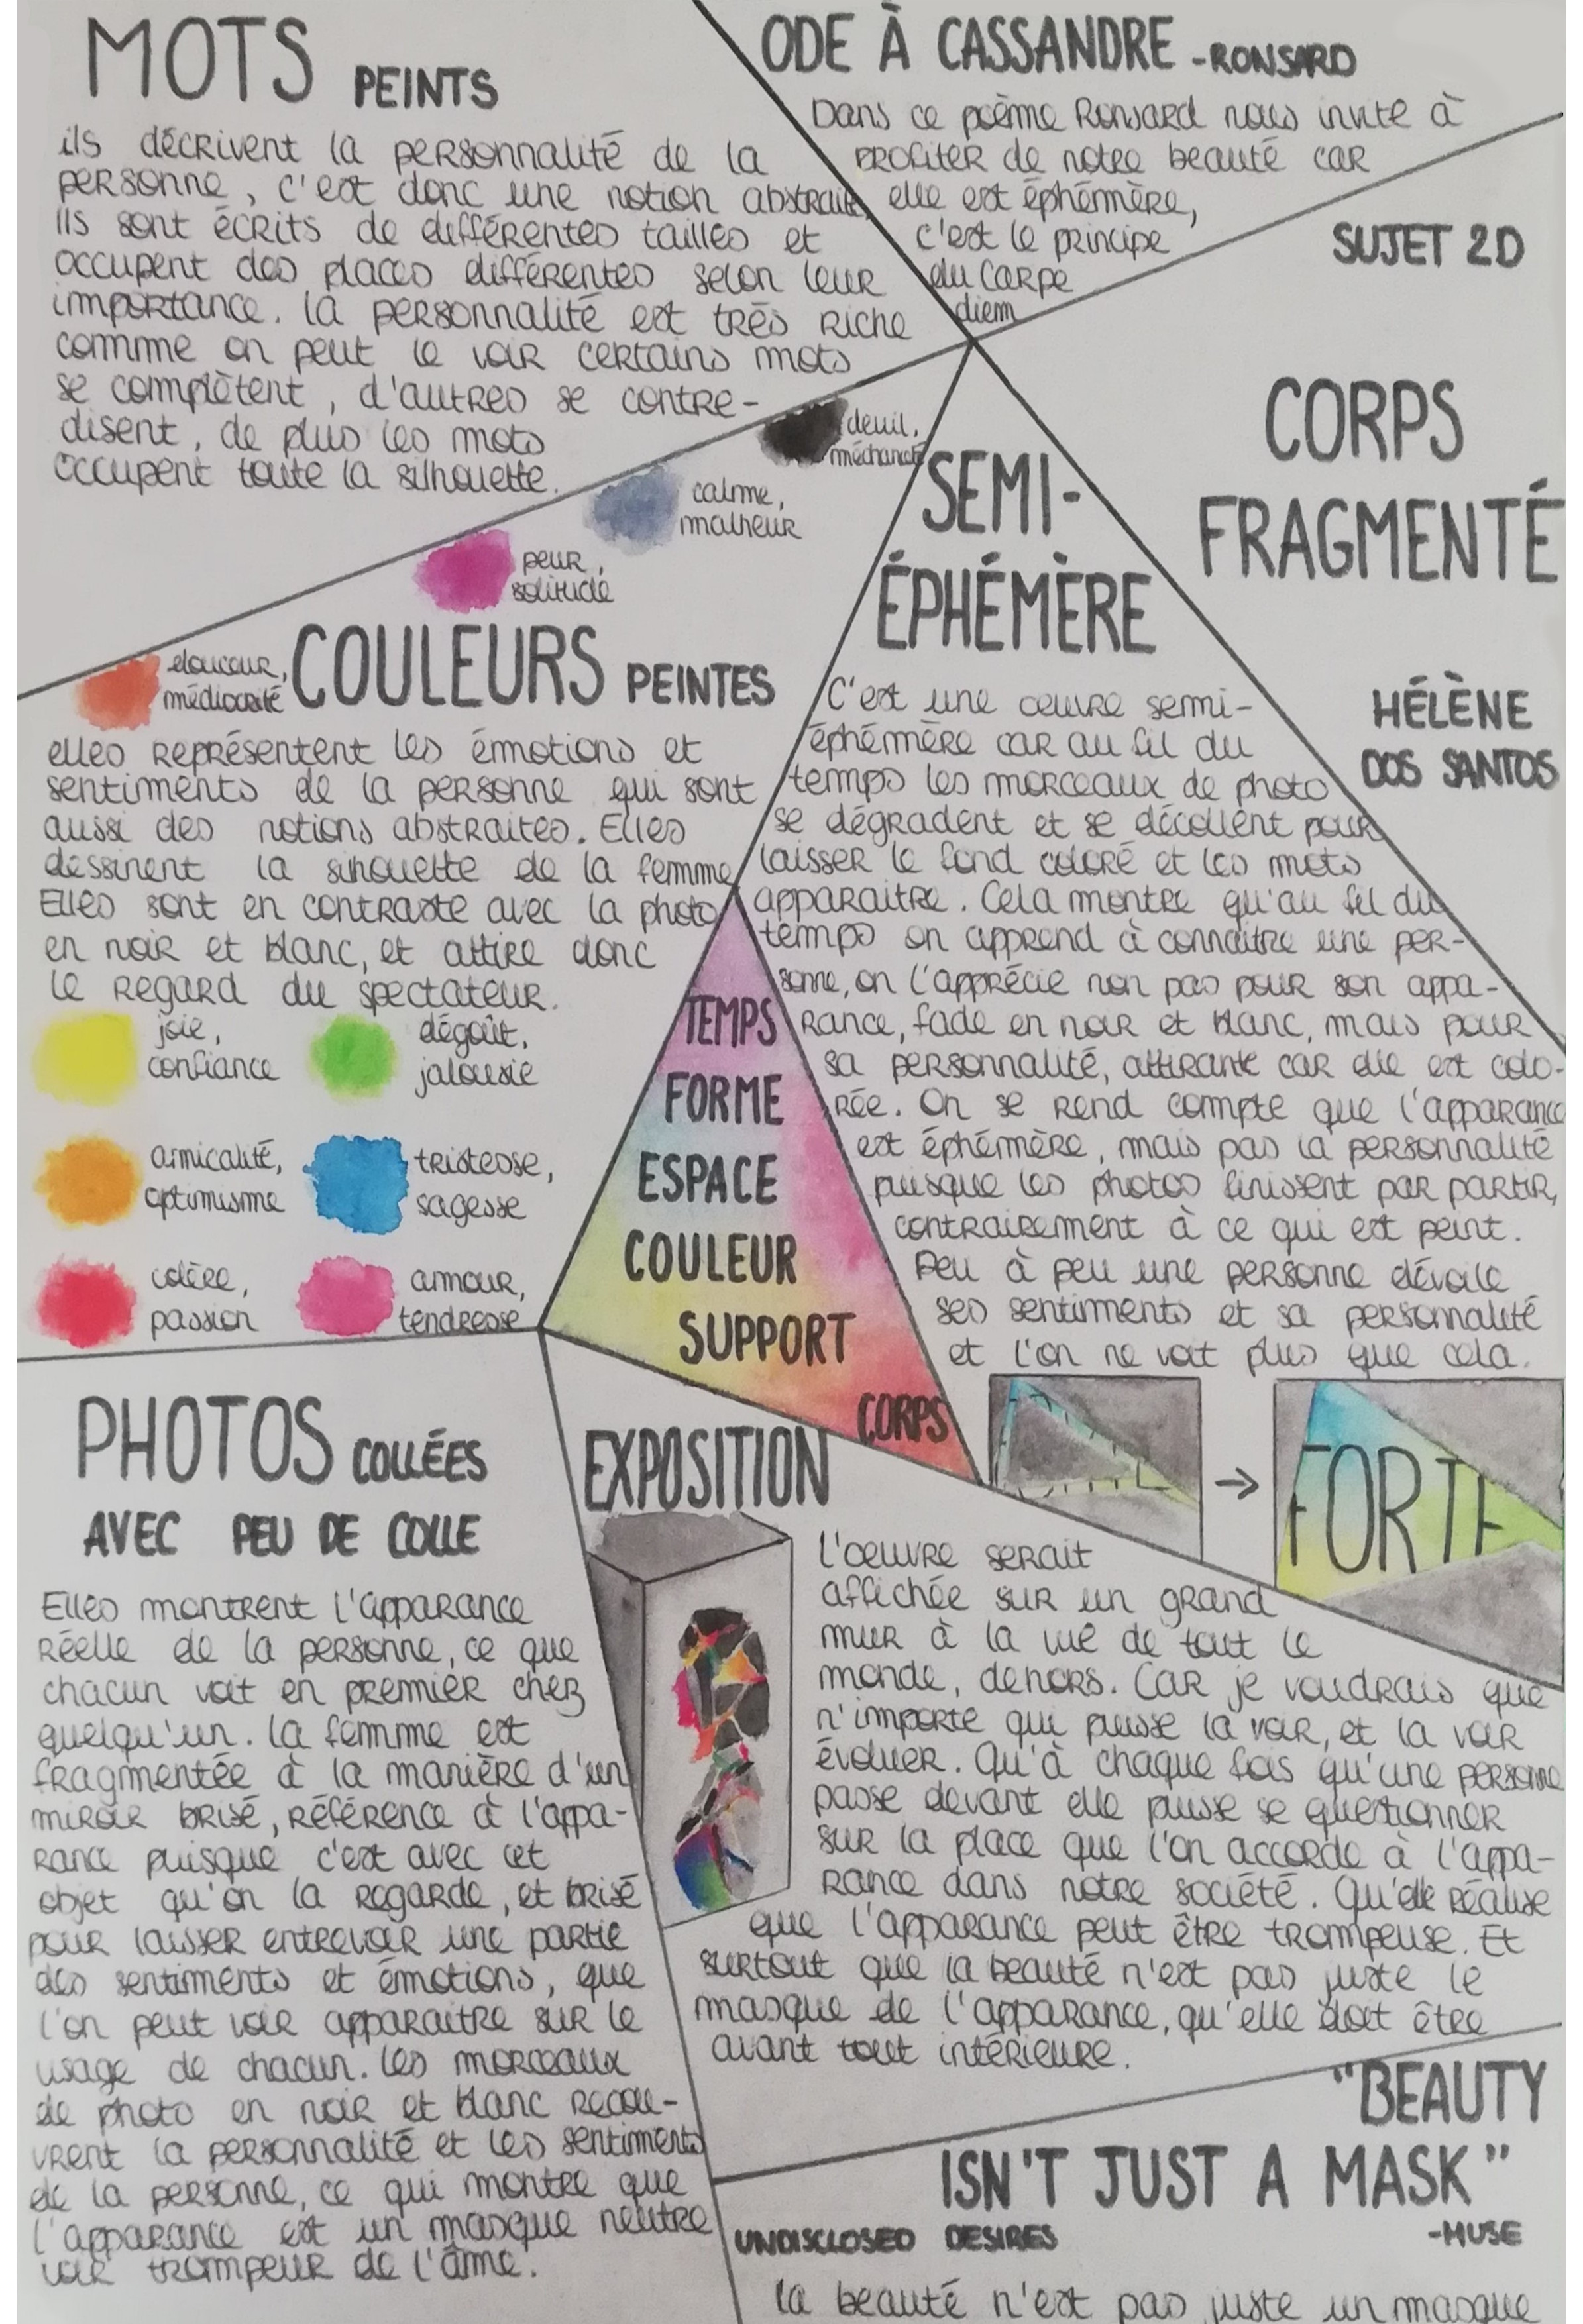 MOTS PEINTS
ils décrivent la personnalité de la
personne, c'est donc une notion abstraite,
Ils sont écrits de différentes tailles et
occupent des places différentes selon leur
importance. la personnalité est très riche
comme on peut le voir certains mots
se complètent, d'autres se contre-
disent, de plus les mots
occupent toute la silhouette.
ODE À CASSANDRE -RONSARD
Dans ce poème Ronsard nous invite à
profiter de notre beauté car
elle est éphémère,
c'est le principe
du Carpe
diem
SUJET 2D
CORPS
FRAGMENTÉ
HÉLÈNE
DOS SANTOS
deuil,
méchanceté
calme,
malheur
peur,
solitude
douceur,
médiocrité
COULEURS PEINTES
elles représentent les émotions et
sentiments de la personne qui sont
aussi des notions abstraites. Elles
dessinent la silhouette de la femme
Elles sont en contraste avec la photo
en noir et blanc, et attire donc
le regard du spectateur.
joie,
confiance
dégoût,
jalousie
amicalité,
optimisme
tristesse,
sagesse
colère,
passion
amour,
tendresse
SEMI-
ÉPHÉMÈRE
C'est une œuvre semi-
éphémère car au fil du
temps les morceaux de photo
se dégradent et se décollent pour
laisser le fond coloré et les mots
apparaitre. Cela montre qu'au fil du
temps on apprend à connaitre une per-
sonne, on l'apprécie non pas pour son appa-
rance, fade en noir et blanc, mais pour
sa personnalité, attirante car elle est colo-
rée. On se rend compte que l'apparance
est éphémère, mais pas la personnalité
puisque les photos finissent par partir,
contrairement à ce qui est peint.
Peu à peu une personne dévoile
ses sentiments et sa personnalité
et l'on ne voit plus que cela.
TEMPS
FORME
ESPACE
COULEUR
SUPPORT
CORPS
FORTE
PHOTOS COLLÉES
AVEC PEU DE COLLE
Elles montrent l'apparance
réelle de la personne, ce que
chacun voit en premier chez
quelqu'un. la femme est
fragmentée à la manière d'un
miroir brisé, référence à l'appa-
rance puisque c'est avec cet
objet qu'on la regarde, et brisé
pour laisser entrevoir une partie
des sentiments et émotions, que
l'on peut voir apparaitre sur le
usage de chacun. les morceaux
de photo en noir et blanc recou-
vrent la personnalité et les sentiments
de la personne, ce qui montre que
l'apparance est un masque neutre
voir trompeur de l'âme.
EXPOSITION
L'œuvre serait
affichée sur un grand
mur à la vue de tout le
monde, dehors. Car je voudrais que
n'importe qui puisse la voir, et la voir
évoluer. Qu'à chaque fois qu'une personne
passe devant elle puisse se questionner
sur la place que l'on accorde à l'appa-
rance dans notre société. Qu'elle réalise
que l'apparance peut être trompeuse. Et
surtout que la beauté n'est pas juste le
masque de l'apparance, qu'elle doit être
avant tout intérieure.
"BEAUTY
ISN'T JUST A MASK"
UNDISCLOSED DESIRES -MUSE
la beauté n'est pas juste un masque